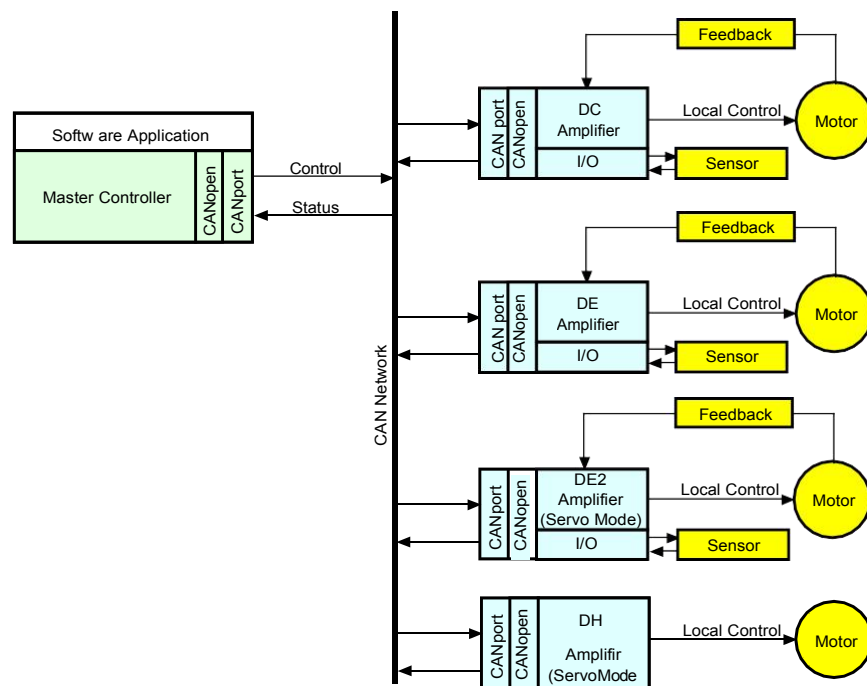 Feedback
CAN port
CANopen
DC
Amplifier
I/O
Local Control
Motor
Sensor
Softw are Application
Master Controller
CANopen
CANport
Control
Status
CAN Network
Feedback
CAN port
CANopen
DE
Amplifier
I/O
Local Control
Motor
Sensor
Feedback
CANport
CANopen
DE2
Amplifier
(Servo Mode)
I/O
Local Control
Motor
Sensor
CANport
CANopen
DH
Amplifir
(ServoMode
Local Control
Motor